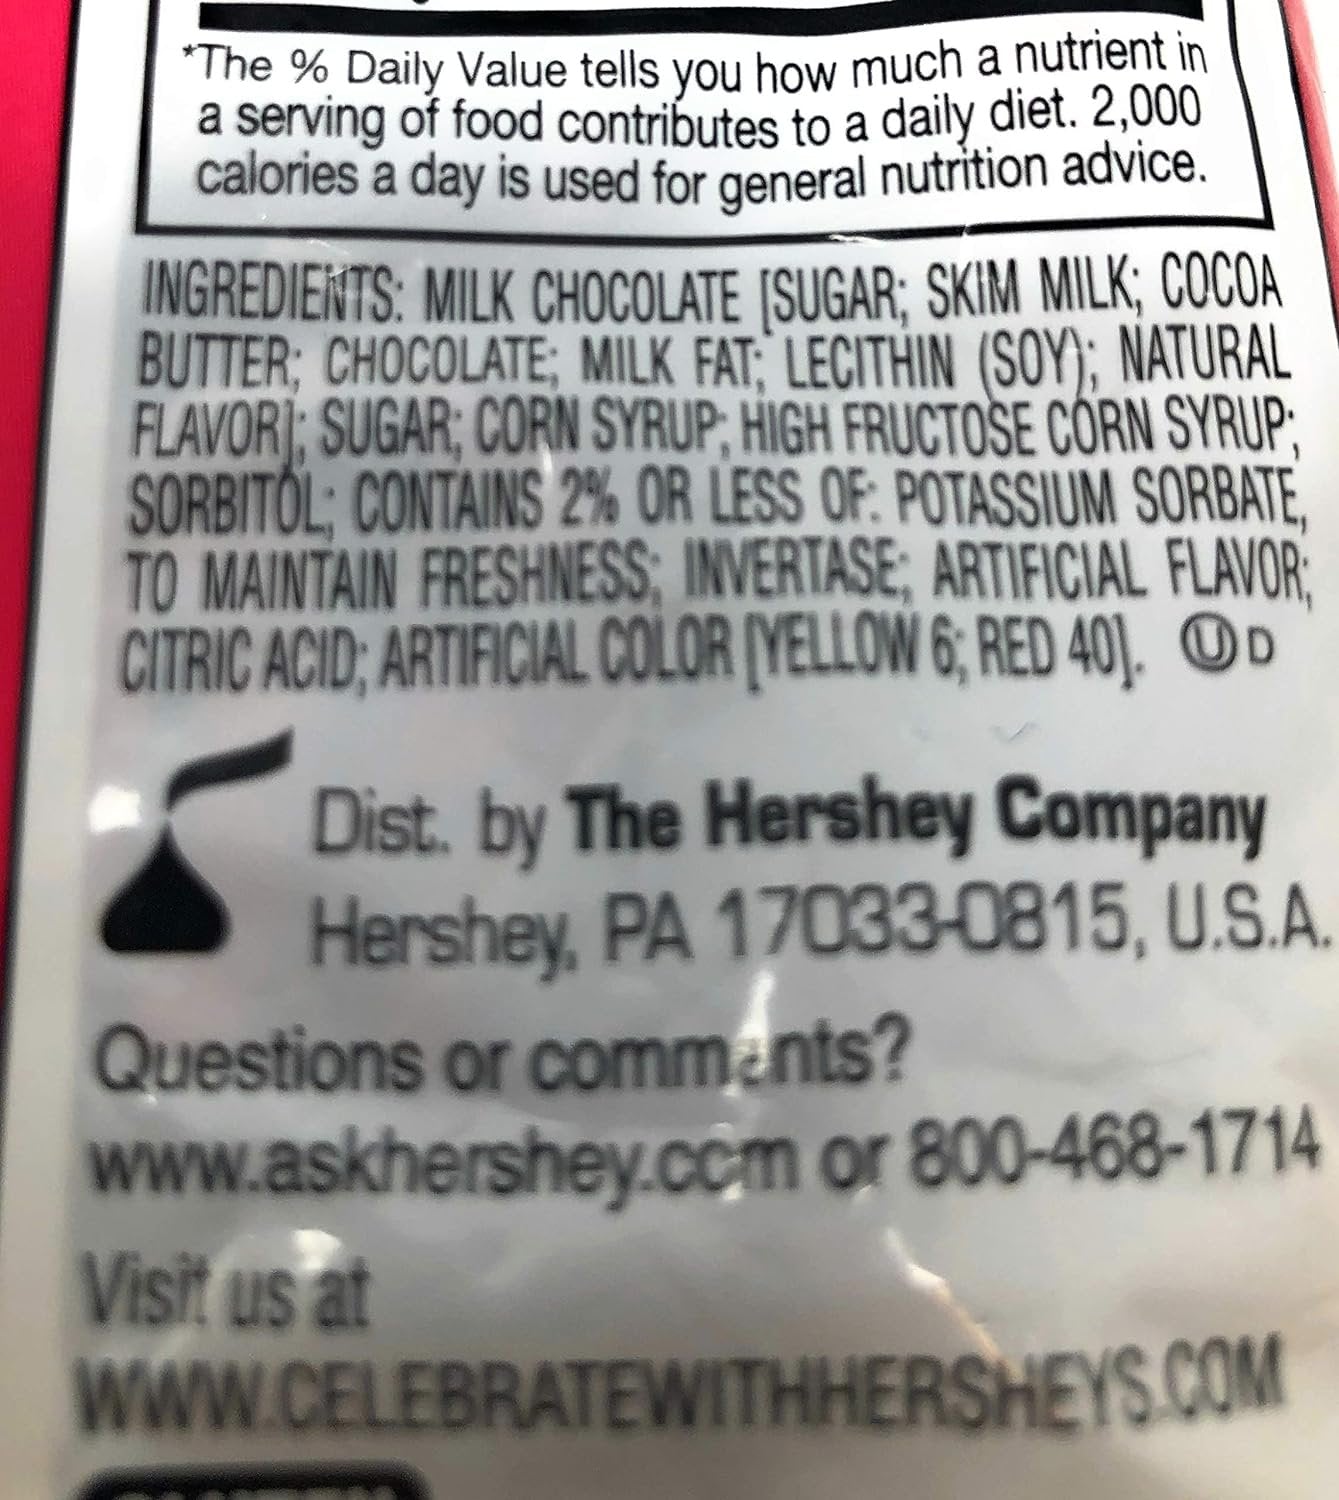 *The % Daily Value tells you how much a nutrient in
a serving of food contributes to a daily diet. 2,000
calories a day is used for general nutrition advice.
INGREDIENTS: MILK CHOCOLATE [SUGAR; SKIM MILK; COCOA
BUTTER; CHOCOLATE; MILK FAT; LECITHIN (SOY); NATURAL
FLAVOR]; SUGAR; CORN SYRUP; HIGH FRUCTOSE CORN SYRUP;
SORBITOL; CONTAINS 2% OR LESS OF: POTASSIUM SORBATE,
TO MAINTAIN FRESHNESS; INVERTASE; ARTIFICIAL FLAVOR;
CITRIC ACID; ARTIFICIAL COLOR [YELLOW 6; RED 40]. Ⓤ D
Dist. by The Hershey Company
Hershey, PA 17033-0815, U.S.A.
Questions or comments?
www.askhershey.com or 800-468-1714
Visit us at
WWW.CELEBRATEWITHHERSHEYS.COM